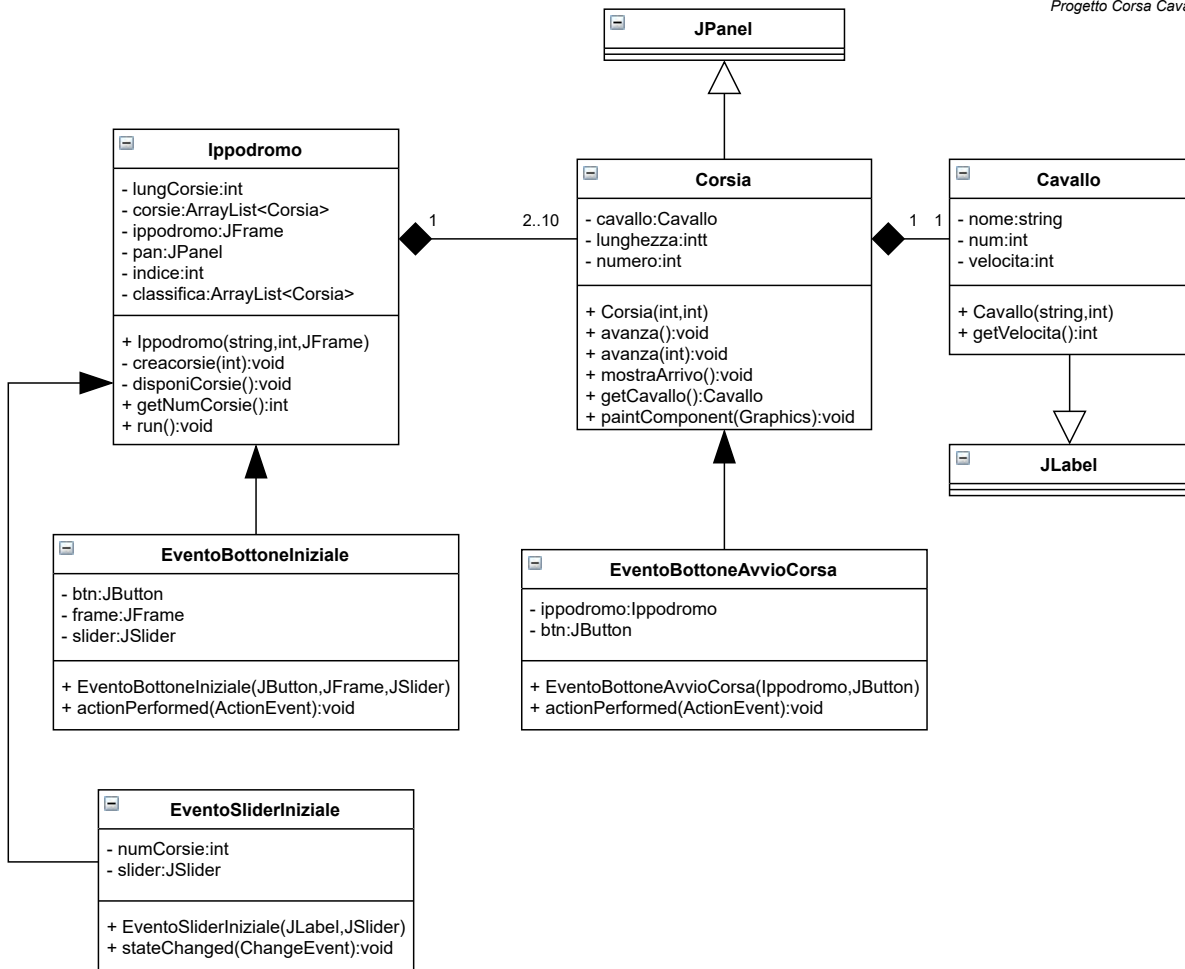 Progetto Corsa
JPanel
Ippodromo
- lungCorsie:int
- corsie:ArrayList<Corsia>
- ippodromo:JFrame
- pan:JPanel
- indice:int
- classifica:ArrayList<Corsia>
+ Ippodromo(string,int,JFrame)
- creacorsie(int):void
- disponiCorsie():void
+ getNumCorsie():int
+ run():void
1
2..10
Corsia
- cavallo:Cavallo
- lunghezza:intt
- numero:int
+ Corsia(int,int)
+ avanza():void
+ avanza(int):void
+ mostraArrivo():void
+ getCavallo():Cavallo
+ paintComponent(Graphics):void
1
1
Cavallo
- nome:string
- num:int
- velocita:int
+ Cavallo(string,int)
+ getVelocita():int
JLabel
EventoBottoneIniziale
- btn:JButton
- frame:JFrame
- slider:JSlider
+ EventoBottoneIniziale(JButton,JFrame,JSlider)
+ actionPerformed(ActionEvent):void
EventoBottoneAvvioCorsa
- ippodromo:Ippodromo
- btn:JButton
+ EventoBottoneAvvioCorsa(Ippodromo,JButton)
+ actionPerformed(ActionEvent):void
EventoSliderIniziale
- numCorsie:int
- slider:JSlider
+ EventoSliderIniziale(JLabel,JSlider)
+ stateChanged(ChangeEvent):void